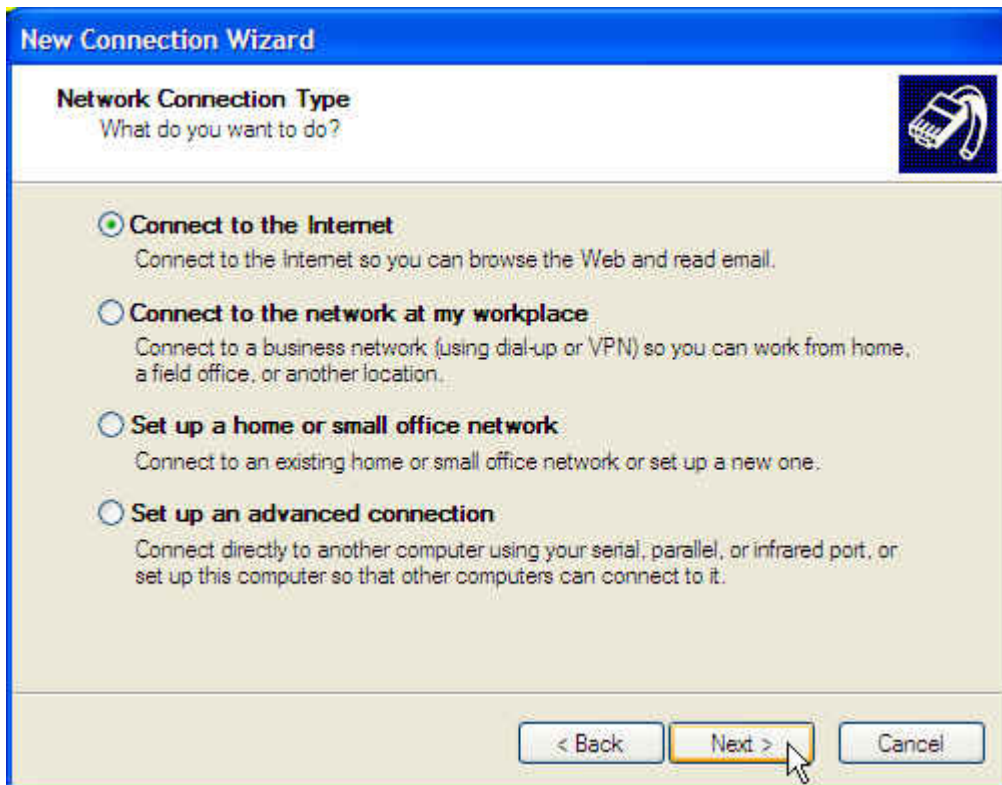 New Connection Wizard
Network Connection Type
What do you want to do?
Connect to the Internet
Connect to the Internet so you can browse the Web and read email.
Connect to the network at my workplace
Connect to a business network (using dial-up or VPN) so you can work from home,
a field office, or another location.
Set up a home or small office network
Connect to an existing home or small office network or set up a new one.
Set up an advanced connection
Connect directly to another computer using your serial, parallel, or infrared port, or
set up this computer so that other computers can connect to it.
< Back Next > Cancel